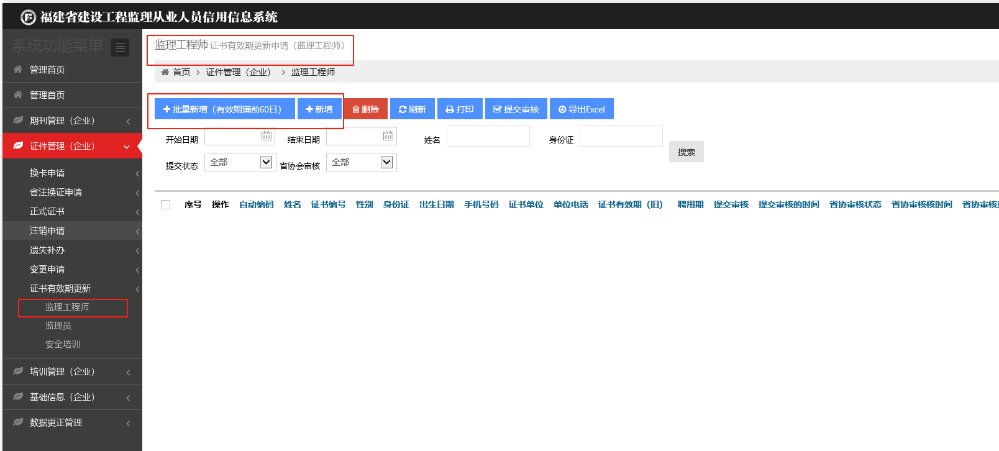 福建省建设工程监理从业人员信用信息系统
系统功能菜单
管理首页
管理首页
期刊管理（企业）
证件管理（企业）
换卡申请
省注换证申请
正式证书
注销申请
遗失补办
变更申请
证书有效期更新
监理工程师
监理员
安全培训
培训管理（企业）
基础信息（企业）
数据更正管理
监理工程师 证书有效期更新申请（监理工程师）
首页 > 证件管理（企业） > 监理工程师
批量新增（有效期满前60日） 新增 删除 刷新 打印 提交审核 导出Excel
开始日期 结束日期 姓名 身份证
提交状态 全部 省协会审核 全部 搜索
序号 操作 自动编码 姓名 证书编号 性别 身份证 出生日期 手机号码 证书单位 单位电话 证书有效期（旧） 聘用期 提交审核 提交审核的时间 省协审核状态 省协审核核时间 省协审核